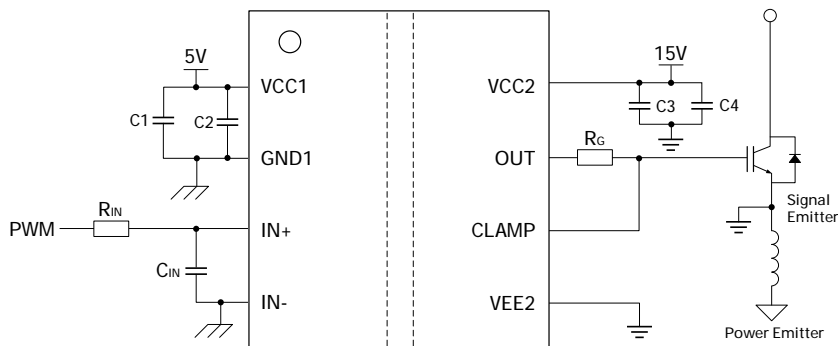 5V
15V
VCC1
VCC2
C1
C2
C3
C4
GND1
OUT
RG
RIN
PWM
IN+
CLAMP
Signal
Emitter
CIN
IN-
VEE2
Power Emitter